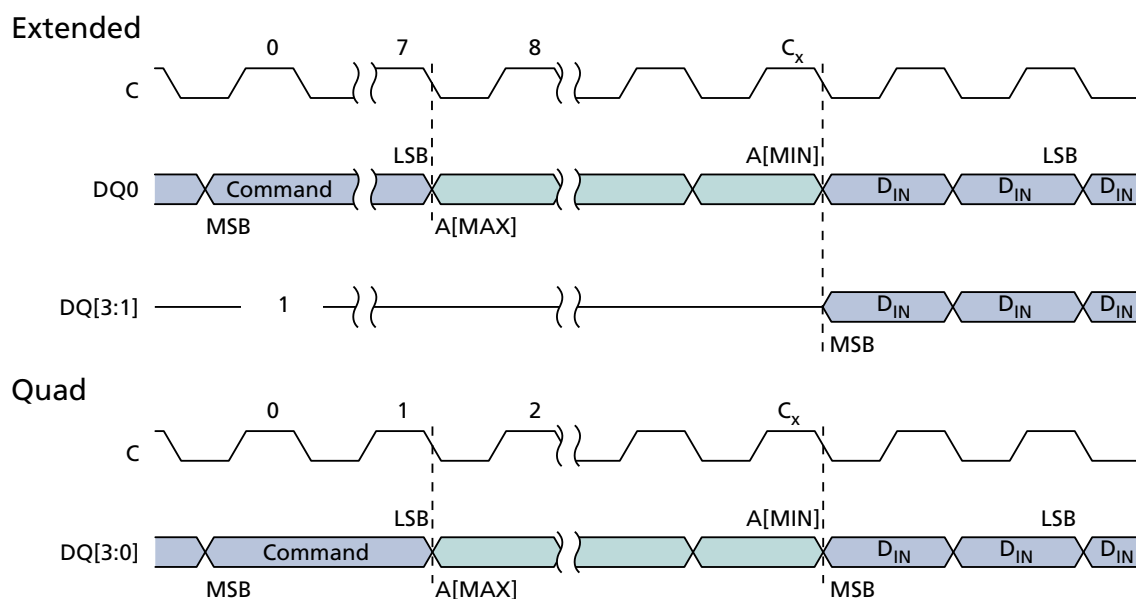 Extended
0 7 8 Cx
C
LSB A[MIN] LSB
DQ0 Command DIN DIN DIN
MSB A[MAX]
DQ[3:1] 1 DIN DIN DIN
MSB
Quad
0 1 2 Cx
C
LSB A[MIN] LSB
DQ[3:0] Command DIN DIN DIN
MSB A[MAX] MSB